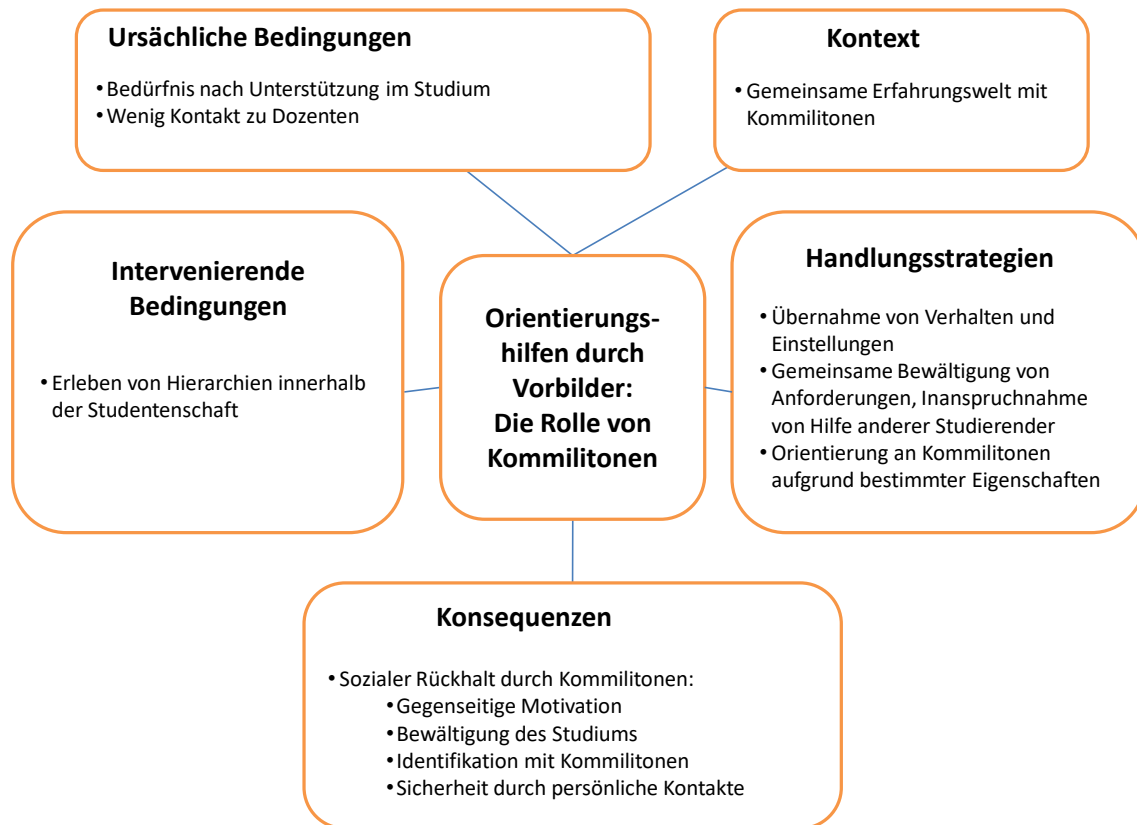 Ursächliche Bedingungen
• Bedürfnis nach Unterstützung im Studium
• Wenig Kontakt zu Dozenten
Kontext
• Gemeinsame Erfahrungswelt mit
Kommilitonen
Intervenierende
Bedingungen
• Erleben von Hierarchien innerhalb
der Studentenschaft
Orientierungs-
hilfen durch
Vorbilder:
Die Rolle von
Kommilitonen
Handlungsstrategien
• Übernahme von Verhalten und
Einstellungen
• Gemeinsame Bewältigung von
Anforderungen, Inanspruchnahme
von Hilfe anderer Studierender
• Orientierung an Kommilitonen
aufgrund bestimmter Eigenschaften
Konsequenzen
• Sozialer Rückhalt durch Kommilitonen:
• Gegenseitige Motivation
• Bewältigung des Studiums
• Identifikation mit Kommilitonen
• Sicherheit durch persönliche Kontakte